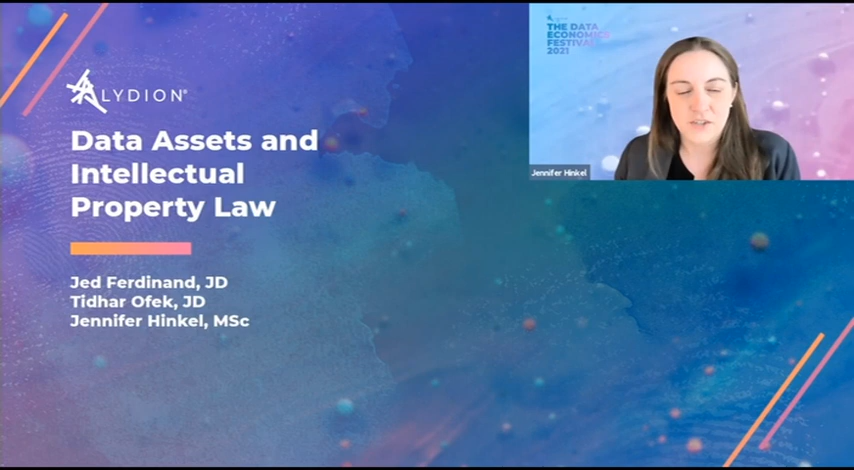 ALYDION®
Data Assets and
Intellectual
Property Law
Jed Ferdinand, JD
Tidhar Ofek, JD
Jennifer Hinkel, MSc
THE DATA
ECONOMICS
FESTIVAL
2021
Jennifer Hinkel